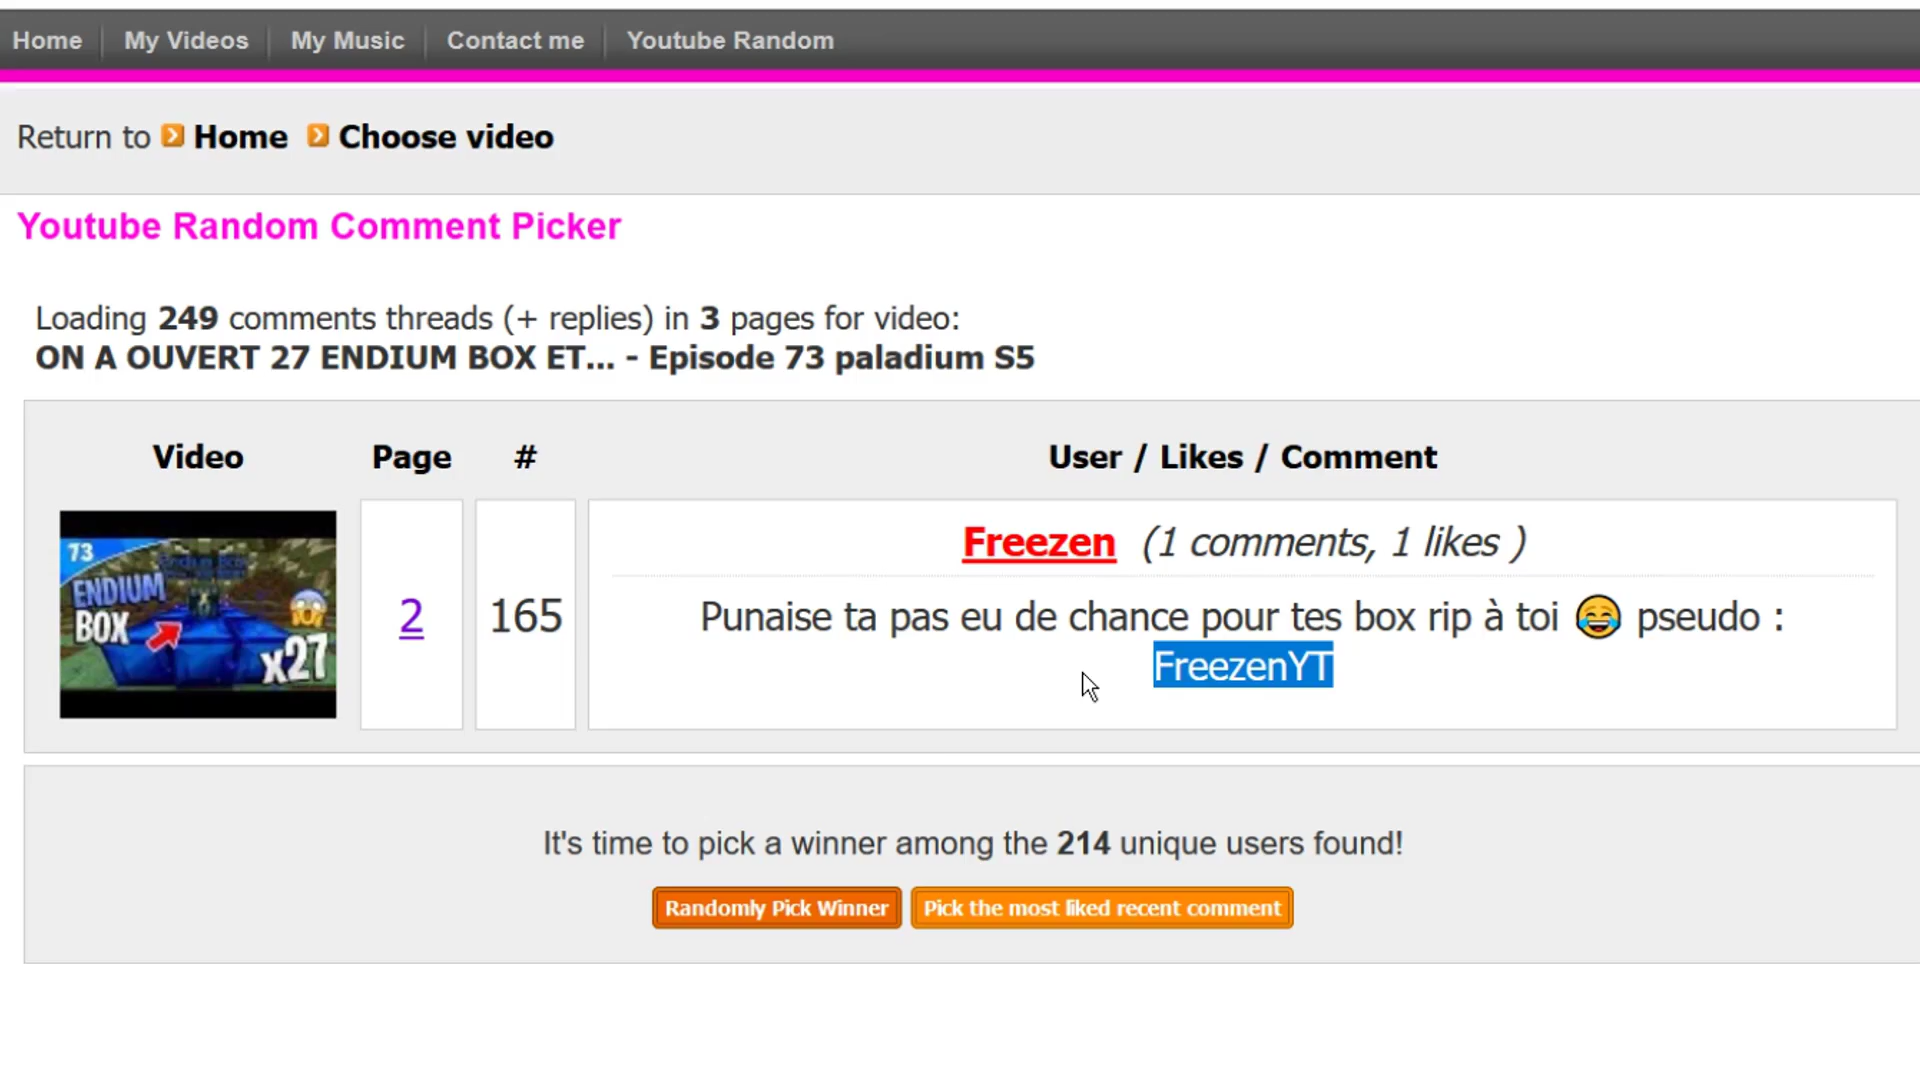 Home My Videos My Music Contact me Youtube Random
Return to Home Choose video
Youtube Random Comment Picker
Loading 249 comments threads (+ replies) in 3 pages for video:
ON A OUVERT 27 ENDIUM BOX ET... - Episode 73 paladium S5
Video Page # User / Likes / Comment
73
ENDIUM
BOX
x27
2
165
Freezen (1 comments, 1 likes )
Punaise ta pas eu de chance pour tes box rip à toi 😂 pseudo :
FreezenYT
It's time to pick a winner among the 214 unique users found!
Randomly Pick Winner Pick the most liked recent comment